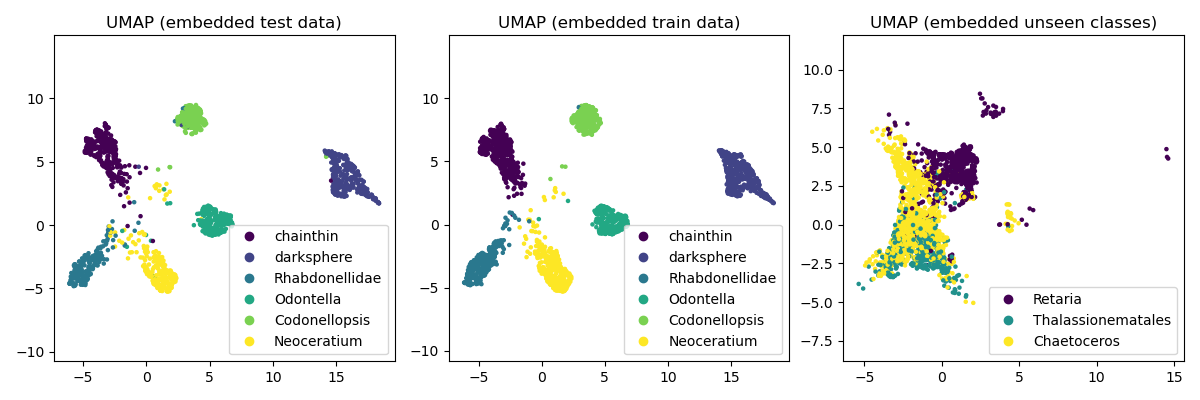 UMAP (embedded test data)
10
5
0
−5
−10
−5
0
5
10
15
chainthin
darksphere
Rhabdonellidae
Odontella
Codonellopsis
Neoceratium
UMAP (embedded train data)
10
5
0
−5
−10
−5
0
5
10
15
chainthin
darksphere
Rhabdonellidae
Odontella
Codonellopsis
Neoceratium
UMAP (embedded unseen classes)
10.0
7.5
5.0
2.5
0.0
−2.5
−5.0
−7.5
−5
0
5
10
15
Retaria
Thalassionematales
Chaetoceros